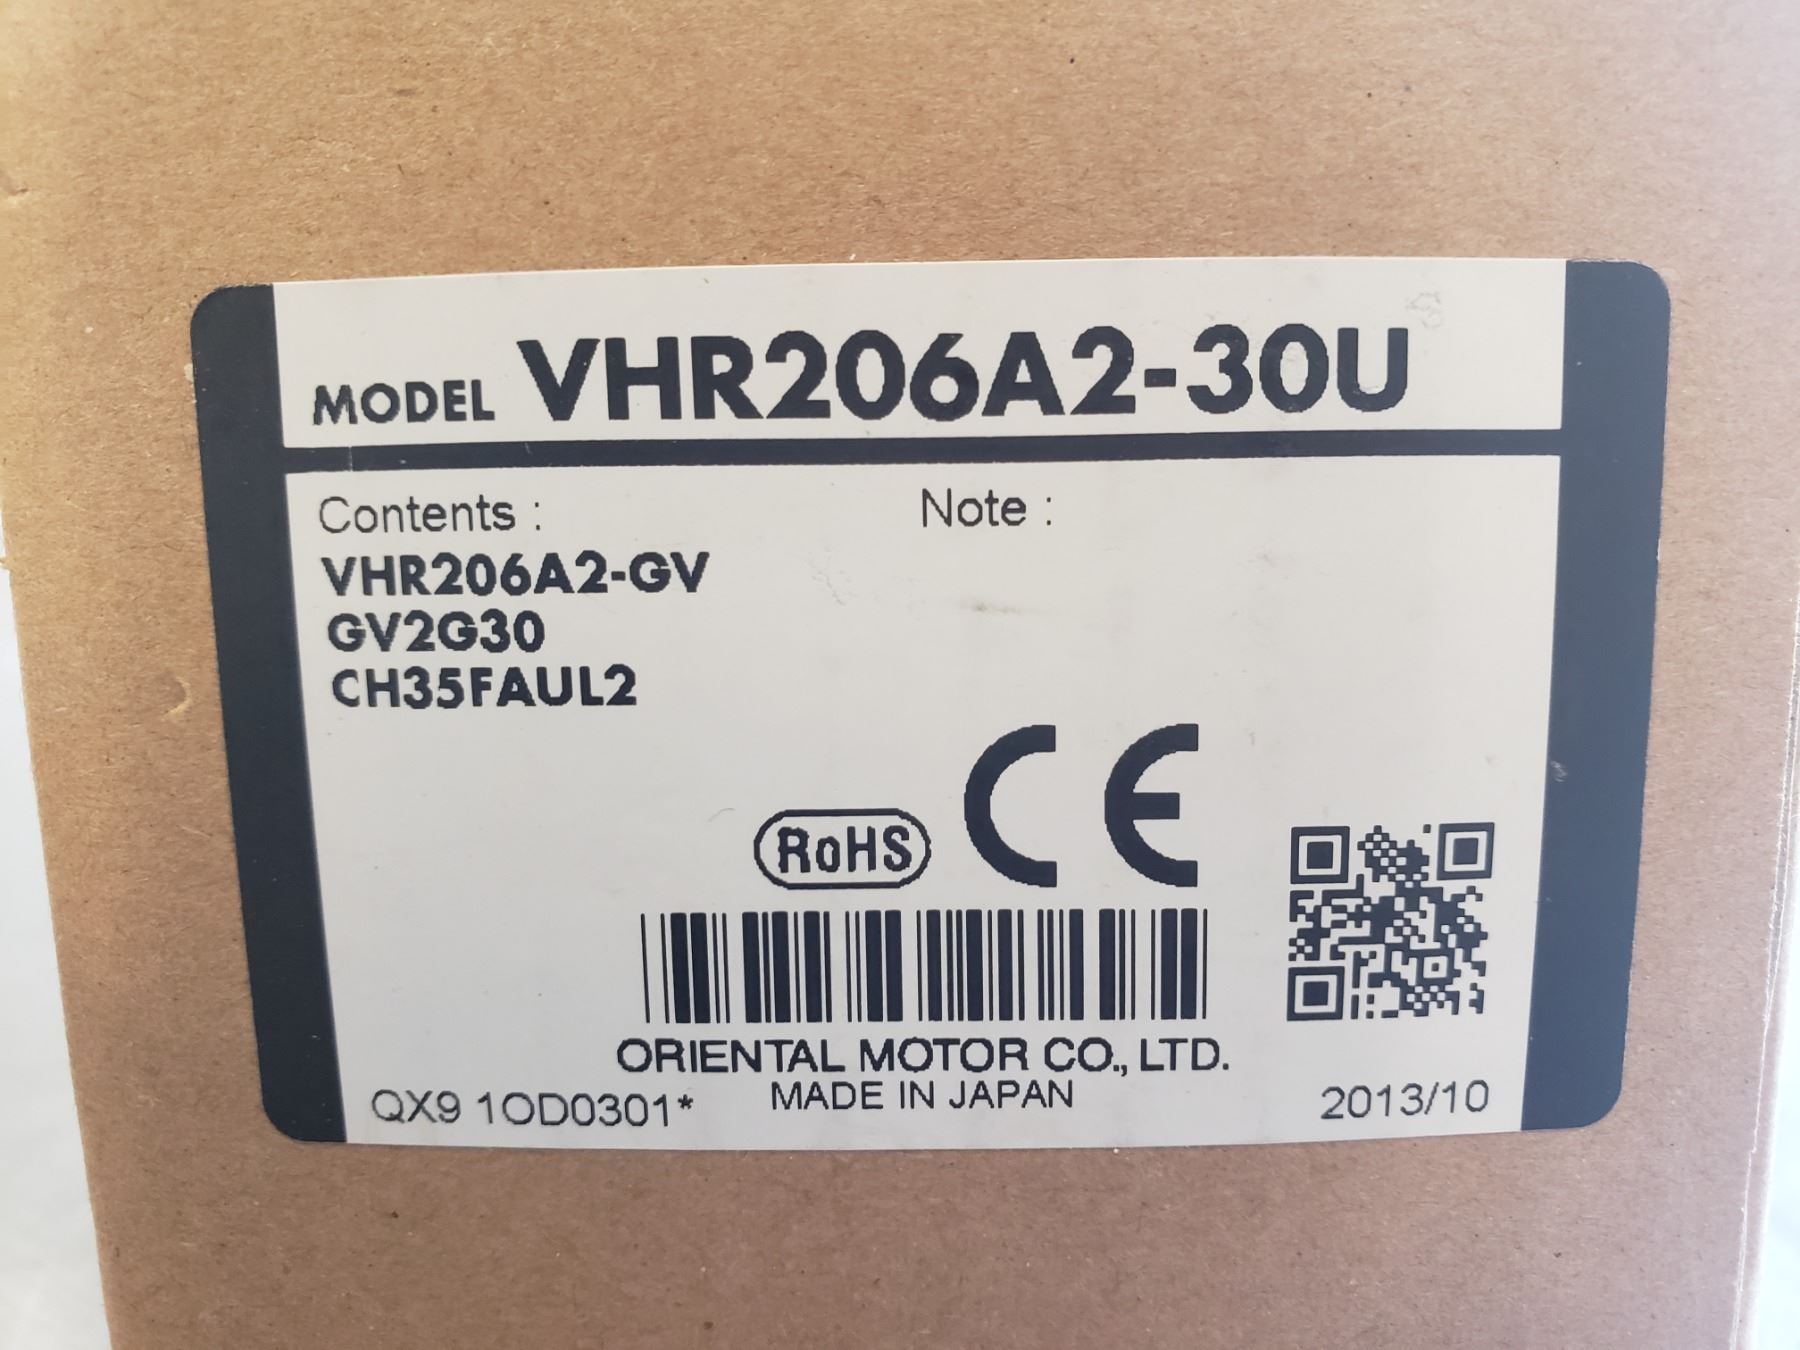 MODEL VHR206A2-30U
Contents : Note :
VHR206A2-GV
GV2G30
CH35FAUL2
RoHS CE
ORIENTAL MOTOR CO., LTD.
QX9 1OD0301* MADE IN JAPAN 2013/10